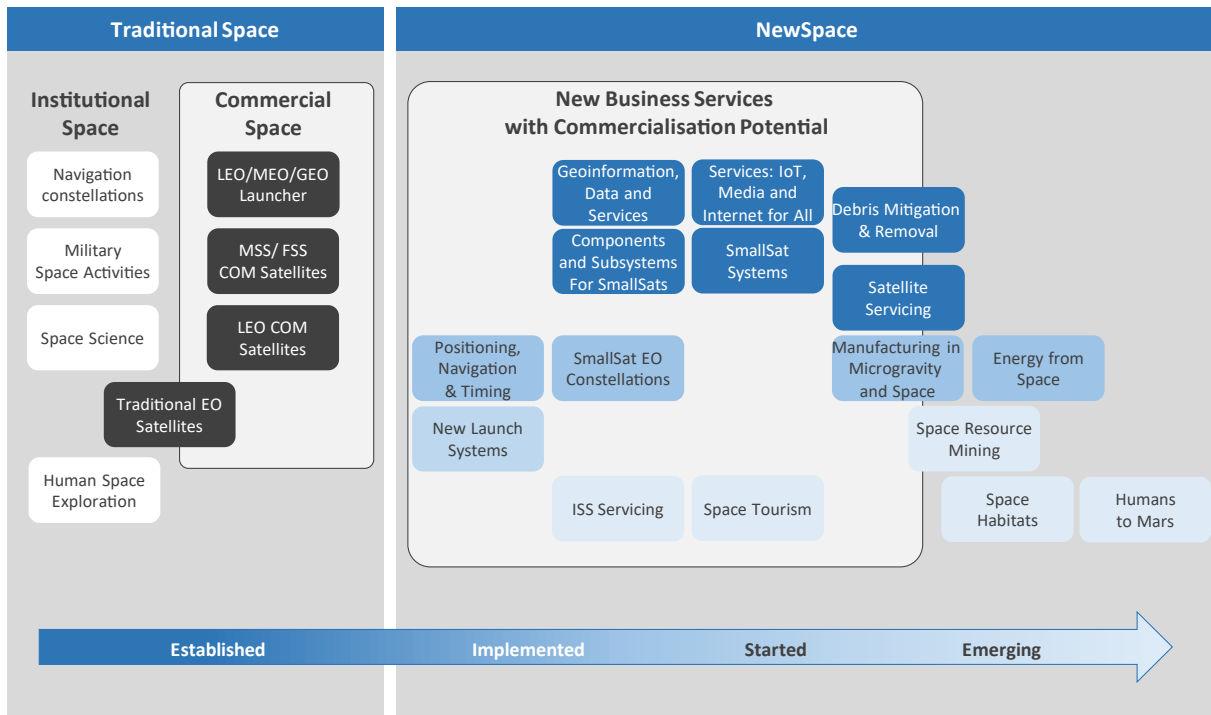 Traditional Space
Institutional
Space
Navigation
constellations
Military
Space Activities
Space Science
Human Space
Exploration
Commercial
Space
LEO/MEO/GEO
Launcher
MSS/ FSS
COM Satellites
LEO COM
Satellites
Traditional EO
Satellites
NewSpace
New Business Services
with Commercialisation Potential
Geoinformation,
Data and
Services
Services: IoT,
Media and
Internet for All
Debris Mitigation
& Removal
Components
and Subsystems
For SmallSats
SmallSat
Systems
Satellite
Servicing
Positioning,
Navigation
& Timing
SmallSat EO
Constellations
Manufacturing in
Microgravity
and Space
Energy from
Space
New Launch
Systems
Space Resource
Mining
ISS Servicing
Space Tourism
Space
Habitats
Humans
to Mars
Established
Implemented
Started
Emerging